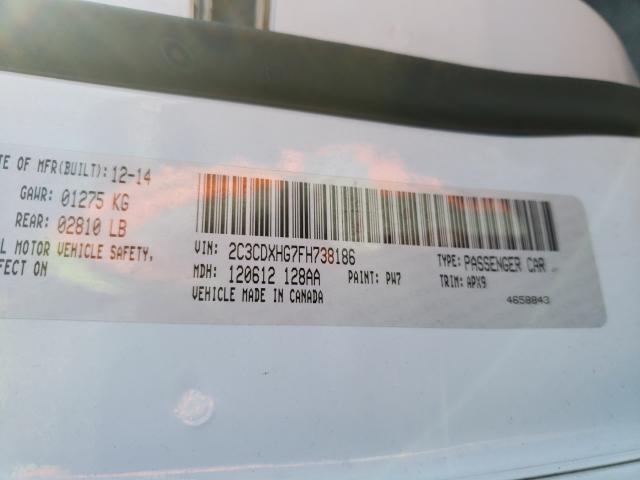 TE OF MFR(BUILT): 12-14
GAWR: 01275 KG
REAR: 02810 LB
L MOTOR VEHICLE SAFETY,
FFECT ON
VIN: 2C3CDXHG7FH738186
TYPE: PASSENGER CAR
MDH: 120612 128AA
PAINT: PW7
TRIM: APX9
VEHICLE MADE IN CANADA
4658843